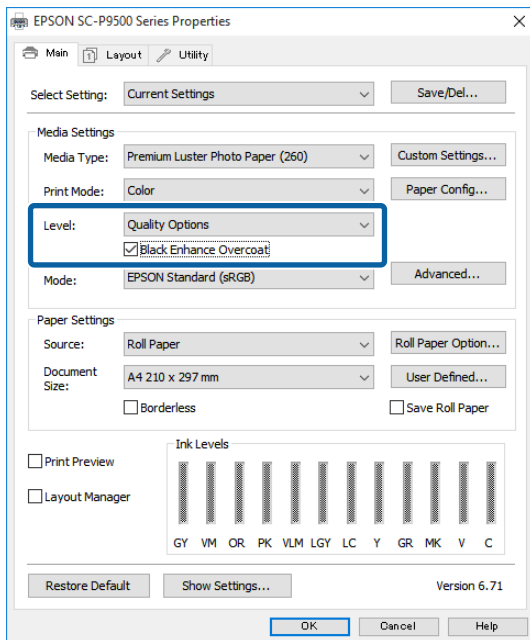 EPSON SC-P9500 Series Properties
Main Layout Utility
Select Setting: Current Settings Save/Del...
Media Settings
Media Type: Premium Luster Photo Paper (260) Custom Settings...
Print Mode: Color Paper Config...
Level: Quality Options
Black Enhance Overcoat
Mode: EPSON Standard (sRGB) Advanced...
Paper Settings
Source: Roll Paper Roll Paper Option...
Document Size: A4 210 x 297 mm User Defined...
Borderless Save Roll Paper
Ink Levels
Print Preview
Layout Manager
GY VM OR PK VLM LGY LC Y GR MK V C
Restore Default Show Settings... Version 6.71
OK Cancel Help